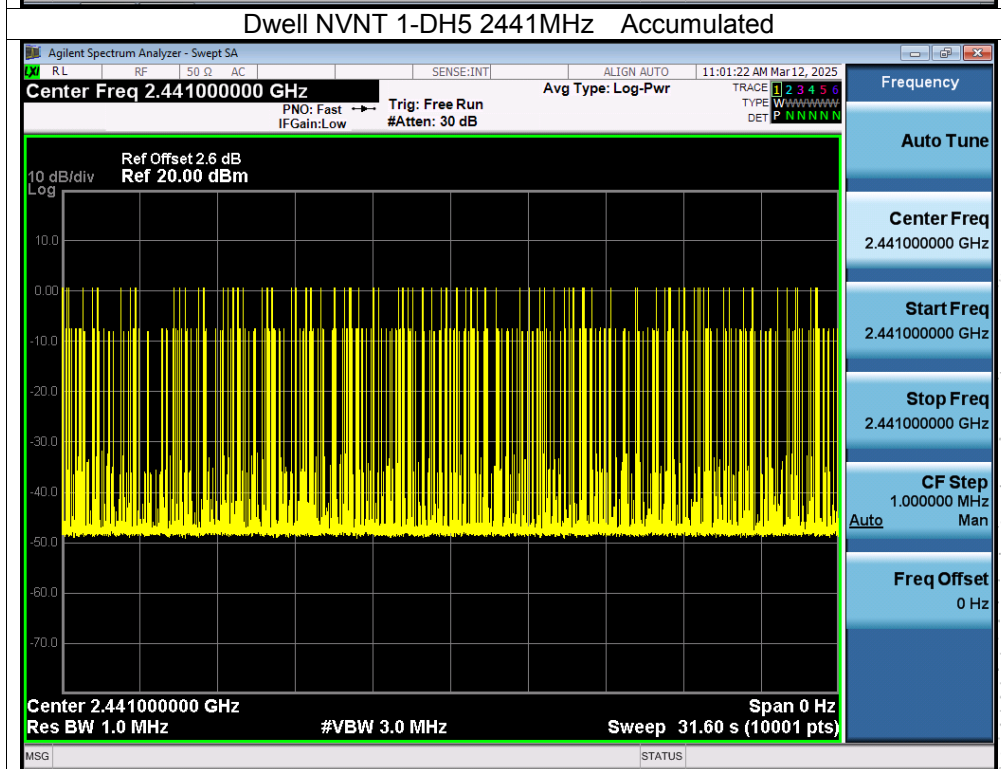 Dwell NVNT 1-DH5 2441MHz Accumulated
Agilent Spectrum Analyzer - Swept SA
LXI RL RF 50 Ω AC SENSE:INT ALIGN AUTO 11:01:22 AM Mar 12, 2025
Center Freq 2.441000000 GHz
PNO: Fast
IFGain:Low
Trig: Free Run
#Atten: 30 dB
Avg Type: Log-Pwr
TRACE 1 2 3 4 5 6
TYPE WWWWWWW
DET P N N N N N
Ref Offset 2.6 dB
10 dB/div Ref 20.00 dBm
Log
10.0
0.00
-10.0
-20.0
-30.0
-40.0
-50.0
-60.0
-70.0
Center 2.441000000 GHz Span 0 Hz
Res BW 1.0 MHz #VBW 3.0 MHz Sweep 31.60 s (10001 pts)
MSG STATUS
Frequency
Auto Tune
Center Freq
2.441000000 GHz
Start Freq
2.441000000 GHz
Stop Freq
2.441000000 GHz
CF Step
1.000000 MHz
Auto Man
Freq Offset
0 Hz